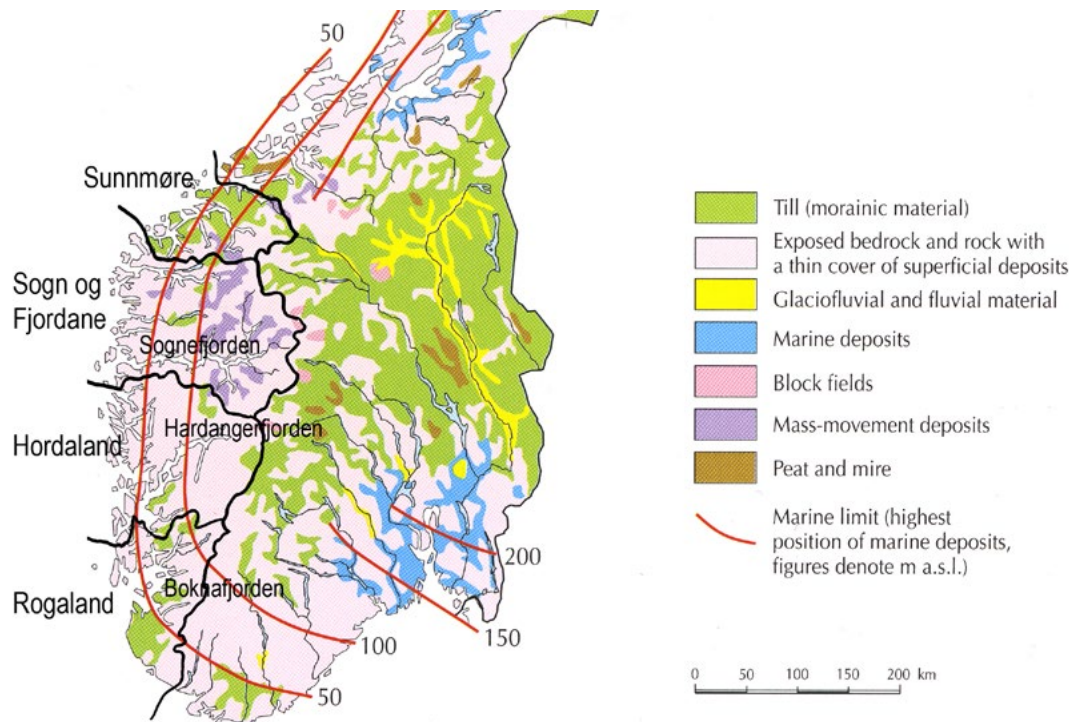 50
Sunnmøre
Sogn og
Fjordane
Sognefjorden
Hordaland
Hardangerfjorden
Rogaland
Boknafjorden
200
150
100
50
Till (morainic material)
Exposed bedrock and rock with
a thin cover of superficial deposits
Glaciofluvial and fluvial material
Marine deposits
Block fields
Mass-movement deposits
Peat and mire
Marine limit (highest
position of marine deposits,
figures denote m a.s.l.)
0 50 100 150 200 km